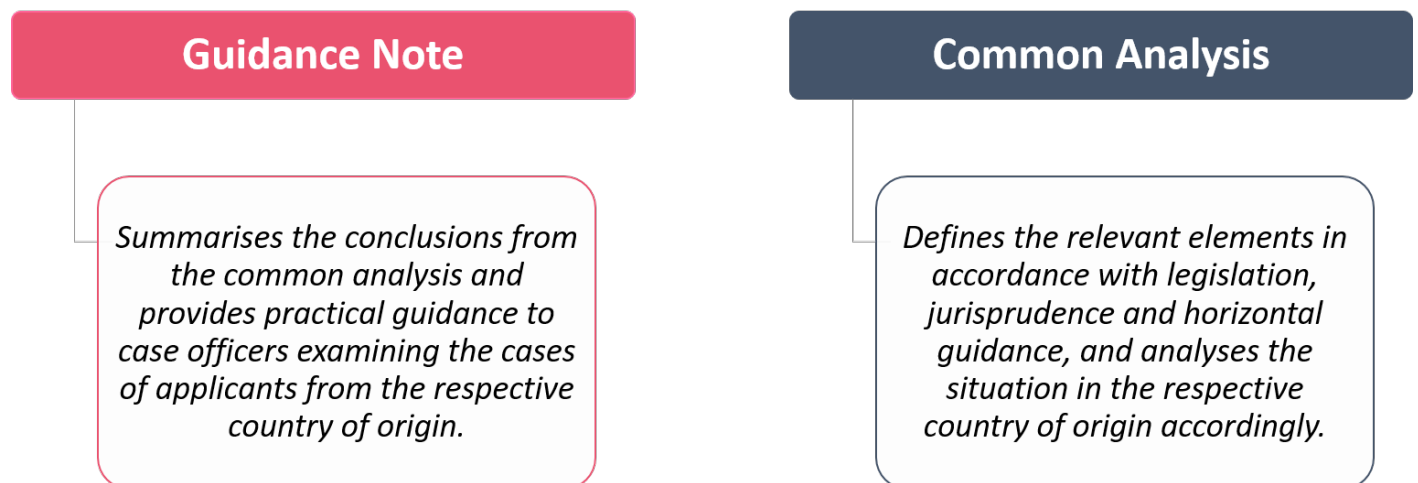 Guidance Note
Summarises the conclusions from
the common analysis and
provides practical guidance to
case officers examining the cases
of applicants from the respective
country of origin.
Common Analysis
Defines the relevant elements in
accordance with legislation,
jurisprudence and horizontal
guidance, and analyses the
situation in the respective
country of origin accordingly.